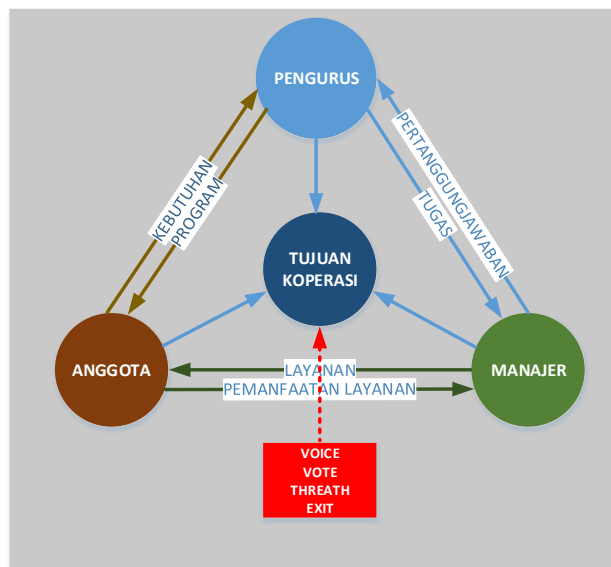 PENGURUS
KEBUTUHAN
PROGRAM
PERTANGGUNGJAWABAN
TUGAS
TUJUAN
KOPERASI
ANGGOTA
LAYANAN
PEMANFAATAN LAYANAN
MANAJER
VOICE
VOTE
THREATH
EXIT